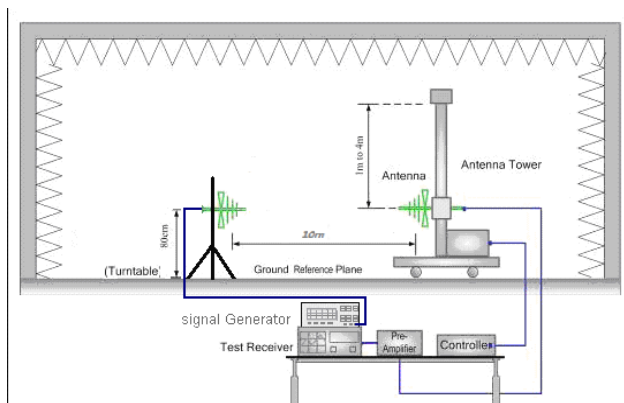 1m to 4m
Antenna
Antenna Tower
80cm
10m
(Turntable)
Ground Reference Plane
signal Generator
Test Receiver
Pre-
Amplifier
Controller